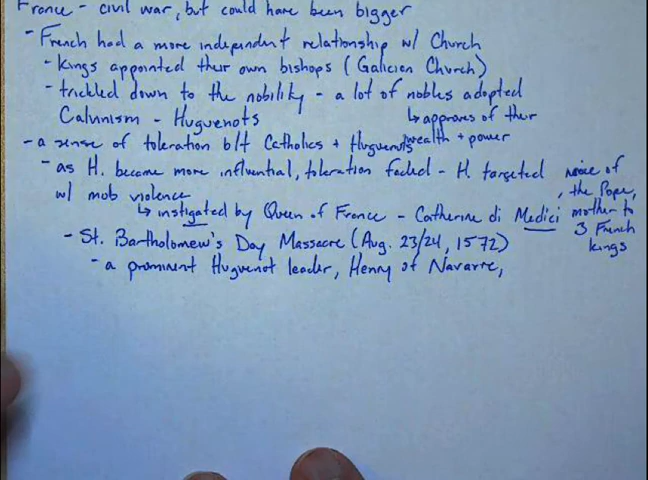 France - civil war, but could have been bigger
- French had a more independent relationship w/ Church
- Kings appointed their own bishops (Galicien Church)
- trickled down to the nobility - a lot of nobles adopted
Calvinism - Huguenots ↳ approves of their
wealth + power
- a sense of toleration b/t Catholics + Huguenots
- as H. become more influential, toleration faded - H. targeted
w/ mob violence
↳ instigated by Queen of France - Catherine di Medici
niece of
the Pope,
mother to
3 French
kings
- St. Bartholomew's Day Massacre (Aug. 23/24, 1572)
- a prominent Huguenot leader, Henry of Navarre,